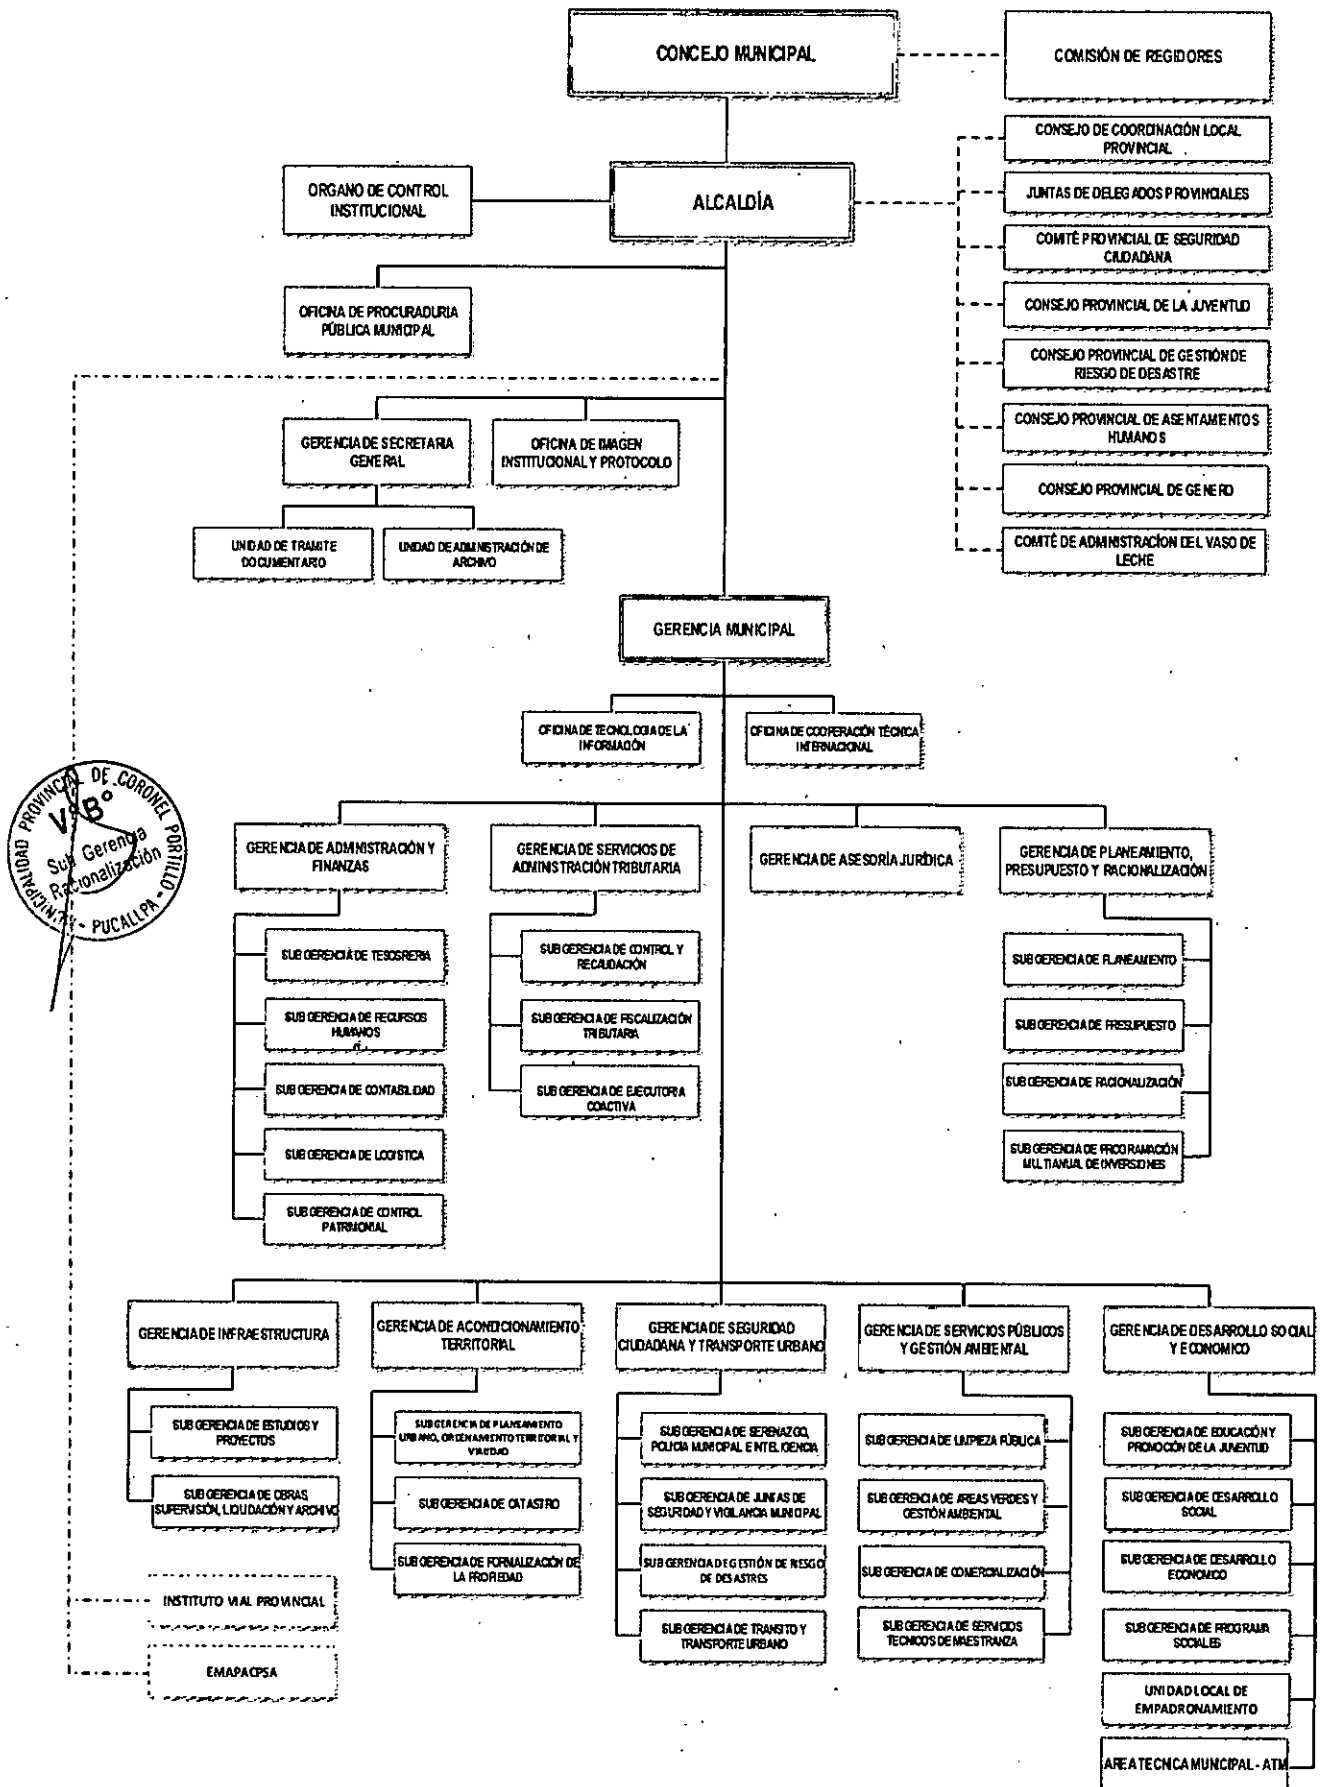 CONCEJO MUNICIPAL
COMISIÓN DE REGIDORES
CONSEJO DE COORDINACIÓN LOCAL
PROVINCIAL
ORGANO DE CONTROL
INSTITUCIONAL
ALCALDÍA
JUNTAS DE DELEGADOS PROVINCIALES
COMITÉ PROVINCIAL DE SEGURIDAD
CIUDADANA
OFICINA DE PROCURADURIA
PÚBLICA MUNICIPAL
CONSEJO PROVINCIAL DE LA JUVENTUD
CONSEJO PROVINCIAL DE GESTIÓN DE
RIESGO DE DESASTRE
GERENCIA DE SECRETARIA
GENERAL
OFICINA DE IMAGEN
INSTITUCIONAL Y PROTOCOLO
CONSEJO PROVINCIAL DE ASENTAMIENTOS
HUMANOS
CONSEJO PROVINCIAL DE GENERO
UNIDAD DE TRAMITE
DOCUMENTARIO
UNIDAD DE ADMINISTRACIÓN DE
ARCHIVO
COMITÉ DE ADMINISTRACÍON DEL VASO DE
LECHE
GERENCIA MUNICIPAL
OFICINA DE TECNOLOGIA DE LA
INFORMACIÓN
OFICINA DE COOPERACIÓN TÉCNICA
INTERNACIONAL
MUNICIPALIDAD PROVINCIAL DE CORONEL PORTILLO - PUCALLPA -
V°B°
Sub Gerencia
Racionalización
GERENCIA DE ADMINISTRACIÓN Y
FINANZAS
GERENCIA DE SERVICIOS DE
ADMINISTRACIÓN TRIBUTARIA
GERENCIA DE ASESORÍA JURÍDICA
GERENCIA DE PLANEAMIENTO,
PRESUPUESTO Y RACIONALIZACIÓN
SUB GERENCIA DE TESORERIA
SUB GERENCIA DE RECURSOS
HUMANOS
SUB GERENCIA DE CONTABILIDAD
SUB GERENCIA DE LOGISTICA
SUB GERENCIA DE CONTROL
PATRIMONIAL
SUB GERENCIA DE CONTROL Y
RECAUDACIÓN
SUB GERENCIA DE FISCALIZACIÓN
TRIBUTARIA
SUB GERENCIA DE EJECUTORIA
COACTIVA
SUB GERENCIA DE PLANEAMIENTO
SUB GERENCIA DE PRESUPUESTO
SUB GERENCIA DE RACIONALIZACIÓN
SUB GERENCIA DE PROGRAMACIÓN
MULTIANUAL DE INVERSIONES
GERENCIA DE INFRAESTRUCTURA
GERENCIA DE ACONDICIONAMIENTO
TERRITORIAL
GERENCIA DE SEGURIDAD
CIUDADANA Y TRANSPORTE URBANO
GERENCIA DE SERVICIOS PÚBLICOS
Y GESTIÓN AMBIENTAL
GERENCIA DE DESARROLLO SOCIAL
Y ECONOMICO
SUB GERENCIA DE ESTUDIOS Y
PROYECTOS
SUB GERENCIA DE OBRAS,
SUPERVISIÓN, LIQUIDACIÓN Y ARCHIVO
SUB GERENCIA DE PLANEAMIENTO
URBANO, ORDENAMIENTO TERRITORIAL Y
VIALIDAD
SUB GERENCIA DE CATASTRO
SUB GERENCIA DE FORMALIZACIÓN DE
LA PROPIEDAD
SUB GERENCIA DE SERENAZGO,
POLICIA MUNICIPAL E INTELIGENCIA
SUB GERENCIA DE JUNTAS DE
SEGURIDAD Y VIGILANCIA MUNICIPAL
SUB GERENCIA DE GESTIÓN DE RIESGO
DE DESASTRES
SUB GERENCIA DE TRANSITO Y
TRANSPORTE URBANO
SUB GERENCIA DE LIMPIEZA PÚBLICA
SUB GERENCIA DE AREAS VERDES Y
GESTIÓN AMBIENTAL
SUB GERENCIA DE COMERCIALIZACIÓN
SUB GERENCIA DE SERVICIOS
TECNICOS DE MAESTRANZA
SUB GERENCIA DE EDUCACIÓN Y
PROMOCIÓN DE LA JUVENTUD
SUB GERENCIA DE DESARROLLO
SOCIAL
SUB GERENCIA DE DESARROLLO
ECONOMICO
SUB GERENCIA DE PROGRAMA
SOCIALES
UNIDAD LOCAL DE
EMPADRONAMIENTO
AREA TECNICA MUNICIPAL - ATM
INSTITUTO VIAL PROVINCIAL
EMAPACPSA